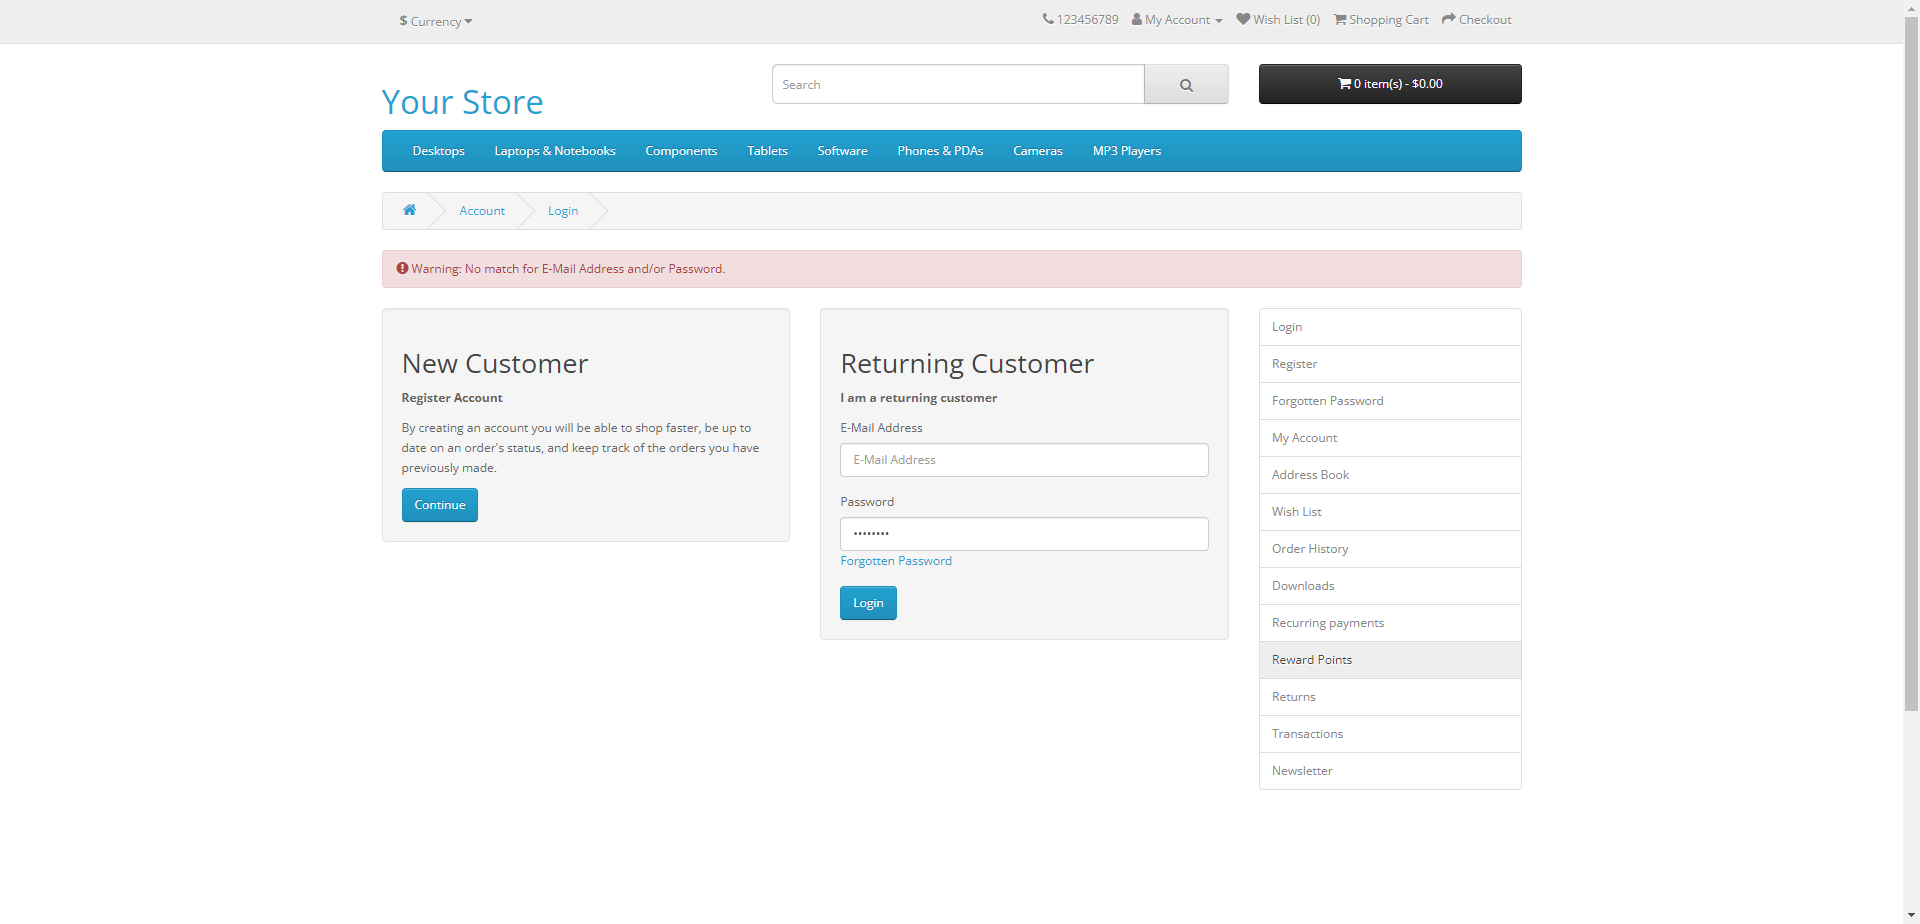 $ Currency
123456789 My Account Wish List (0) Shopping Cart Checkout
Your Store
Search
0 item(s) - $0.00
Desktops Laptops & Notebooks Components Tablets Software Phones & PDAs Cameras MP3 Players
Account Login
Warning: No match for E-Mail Address and/or Password.
New Customer
Register Account
By creating an account you will be able to shop faster, be up to
date on an order's status, and keep track of the orders you have
previously made.
Continue
Returning Customer
I am a returning customer
E-Mail Address
E-Mail Address
Password
••••••••
Forgotten Password
Login
Login
Register
Forgotten Password
My Account
Address Book
Wish List
Order History
Downloads
Recurring payments
Reward Points
Returns
Transactions
Newsletter